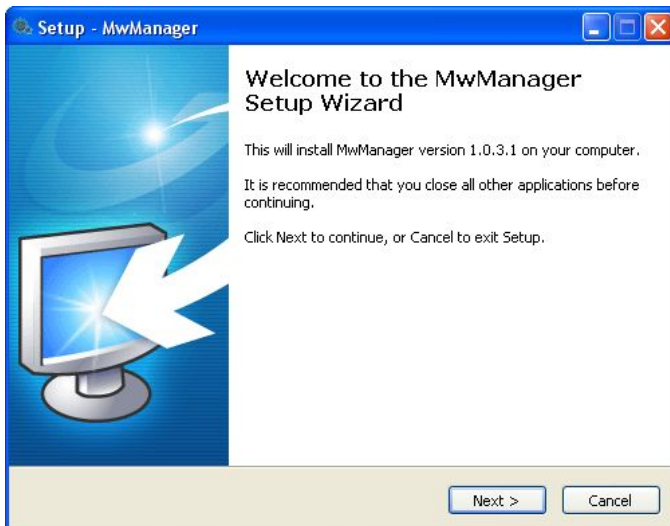 Setup - MwManager
Welcome to the MwManager
Setup Wizard
This will install MwManager version 1.0.3.1 on your computer.
It is recommended that you close all other applications before
continuing.
Click Next to continue, or Cancel to exit Setup.
Next >
Cancel